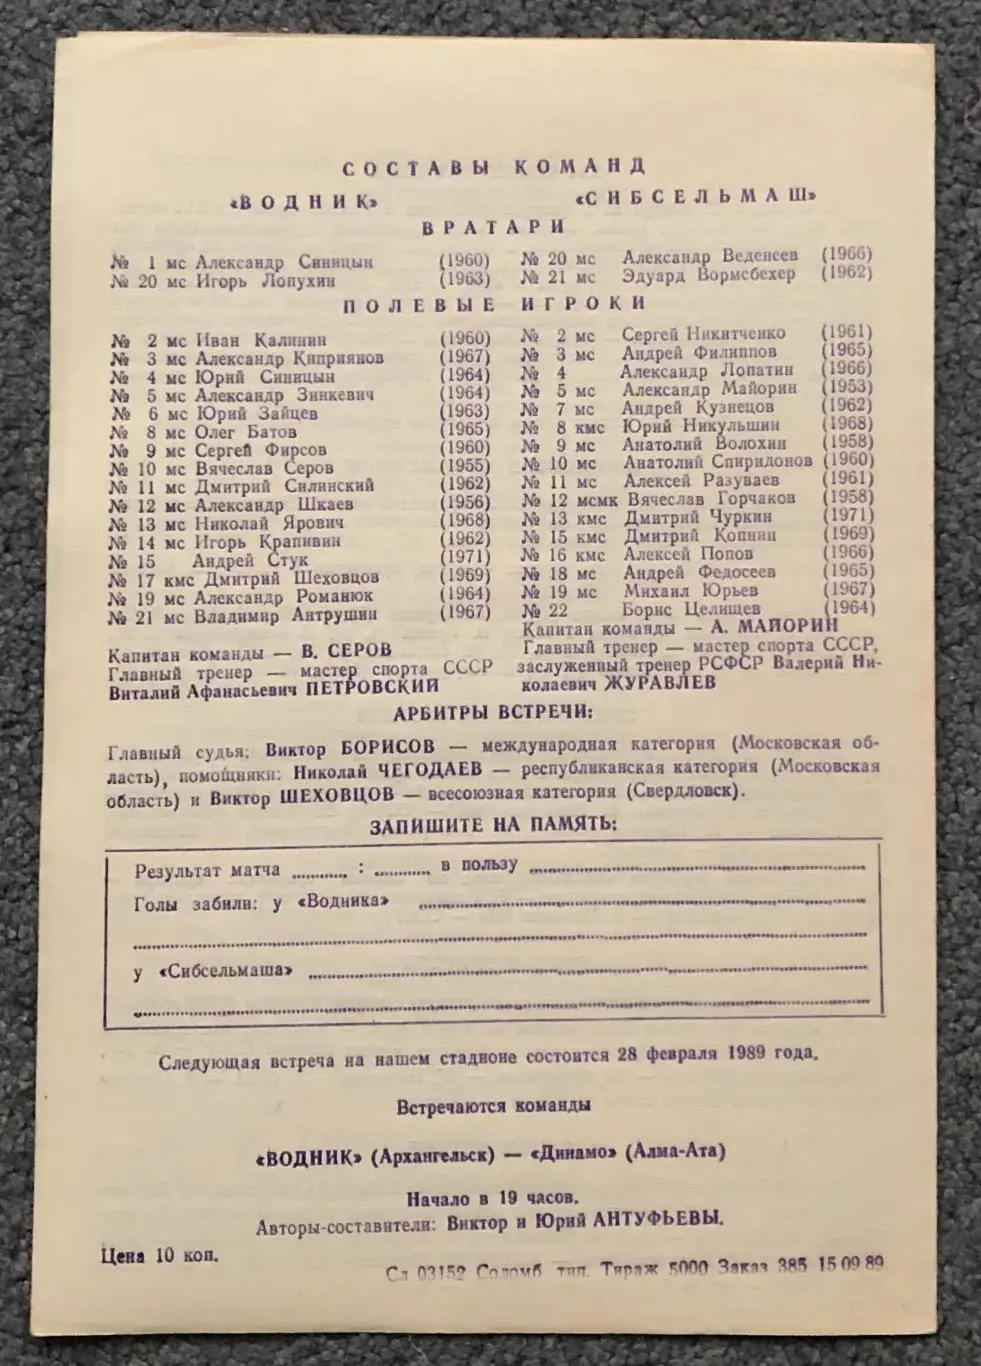 СОСТАВЫ КОМАНД
«ВОДНИК» «СИБСЕЛЬМАШ»
ВРАТАРИ
№ 1 мс Александр Синицын (1960) № 20 мс Александр Веденеев (1966)
№ 20 мс Игорь Лопухин (1963) № 21 мс Эдуард Вормсбехер (1962)
ПОЛЕВЫЕ ИГРОКИ
№ 2 мс Иван Калинин (1960) № 2 мс Сергей Никитченко (1961)
№ 3 мс Александр Киприянов (1967) № 3 мс Андрей Филиппов (1965)
№ 4 мс Юрий Синицын (1964) № 4 Александр Лопатин (1966)
№ 5 мс Александр Зинкевич (1964) № 5 мс Александр Майорин (1953)
№ 6 мс Юрий Зайцев (1963) № 7 мс Андрей Кузнецов (1962)
№ 8 мс Олег Батов (1965) № 8 кмс Юрий Никульшин (1968)
№ 9 мс Сергей Фирсов (1960) № 9 мс Анатолий Волохин (1958)
№ 10 мс Вячеслав Серов (1955) № 10 мс Анатолий Спиридонов (1960)
№ 11 мс Дмитрий Силинский (1962) № 11 мс Алексей Разуваев (1961)
№ 12 мс Александр Шкаев (1956) № 12 мсмк Вячеслав Горчаков (1958)
№ 13 мс Николай Ярович (1968) № 13 кмс Дмитрий Чуркин (1971)
№ 14 мс Игорь Крапивин (1962) № 15 кмс Дмитрий Копнин (1969)
№ 15 Андрей Стук (1971) № 16 кмс Алексей Попов (1966)
№ 17 кмс Дмитрий Шеховцов (1969) № 18 мс Андрей Федосеев (1965)
№ 19 мс Александр Романюк (1964) № 19 мс Михаил Юрьев (1967)
№ 21 мс Владимир Антрушин (1967) № 22 Борис Целищев (1964)
Капитан команды — В. СЕРОВ
Главный тренер — мастер спорта СССР
Виталий Афанасьевич ПЕТРОВСКИЙ
Капитан команды — А. МАЙОРИН
Главный тренер — мастер спорта СССР,
заслуженный тренер РСФСР Валерий Ни-
колаевич ЖУРАВЛЕВ
АРБИТРЫ ВСТРЕЧИ:
Главный судья: Виктор БОРИСОВ — международная категория (Московская об-
ласть), помощники: Николай ЧЕГОДАЕВ — республиканская категория (Московская
область) и Виктор ШЕХОВЦОВ — всесоюзная категория (Свердловск).
ЗАПИШИТЕ НА ПАМЯТЬ:
Результат матча ......... : ......... в пользу .........
Голы забили: у «Водника» .........
у «Сибсельмаша» .........
Следующая встреча на нашем стадионе состоится 28 февраля 1989 года.
Встречаются команды
«ВОДНИК» (Архангельск) — «Динамо» (Алма-Ата)
Начало в 19 часов.
Авторы-составители: Виктор и Юрий АНТУФЬЕВЫ.
Цена 10 коп.
Сл 03152 Соломб. тип. Тираж 5000 Заказ 385 15 09 89